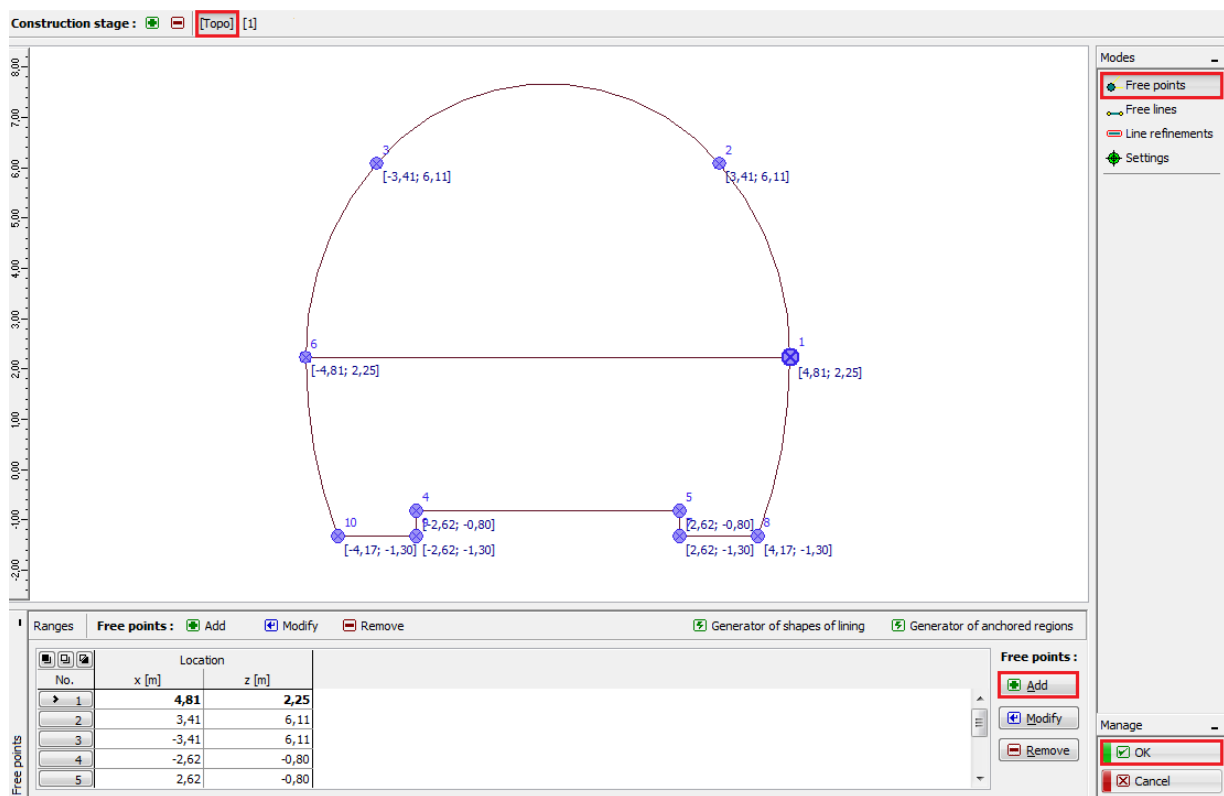 Construction stage : [Topo] [1]
Modes
Free points
Free lines
Line refinements
Settings
8,00
7,00
6,00
5,00
4,00
3,00
2,00
1,00
0,00
-1,00
-2,00
3
[-3,41; 6,11]
2
[3,41; 6,11]
6
[-4,81; 2,25]
1
[4,81; 2,25]
4
[-2,62; -0,80]
5
[2,62; -0,80]
10
[-4,17; -1,30]
9
[-2,62; -1,30]
7
[2,62; -1,30]
8
[4,17; -1,30]
Free points
Ranges Free points : Add Modify Remove Generator of shapes of lining Generator of anchored regions
Location
No. x [m] z [m]
1 4,81 2,25
2 3,41 6,11
3 -3,41 6,11
4 -2,62 -0,80
5 2,62 -0,80
Free points :
Add
Modify
Remove
Manage
OK
Cancel